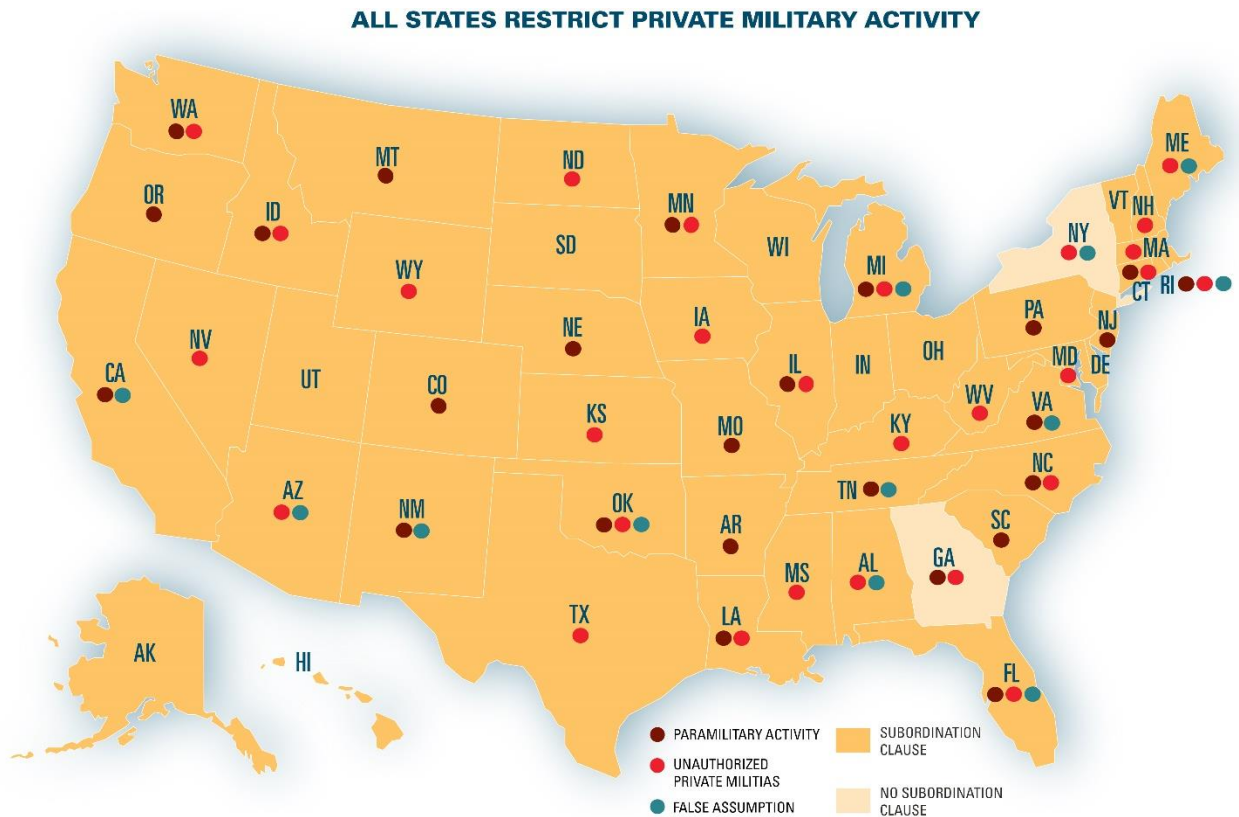 ALL STATES RESTRICT PRIVATE MILITARY ACTIVITY
WA
MT
ND
ME
OR
ID
MN
VT
NH
WI
NY
MA
SD
MI
WY
CT
RI
IA
PA
NE
NJ
NV
OH
IL
IN
MD
DE
CA
UT
CO
WV
VA
KS
MO
KY
NC
TN
AZ
OK
NM
AR
SC
MS
AL
GA
TX
LA
AK
HI
FL
PARAMILITARY ACTIVITY
UNAUTHORIZED
PRIVATE MILITIAS
FALSE ASSUMPTION
SUBORDINATION
CLAUSE
NO SUBORDINATION
CLAUSE